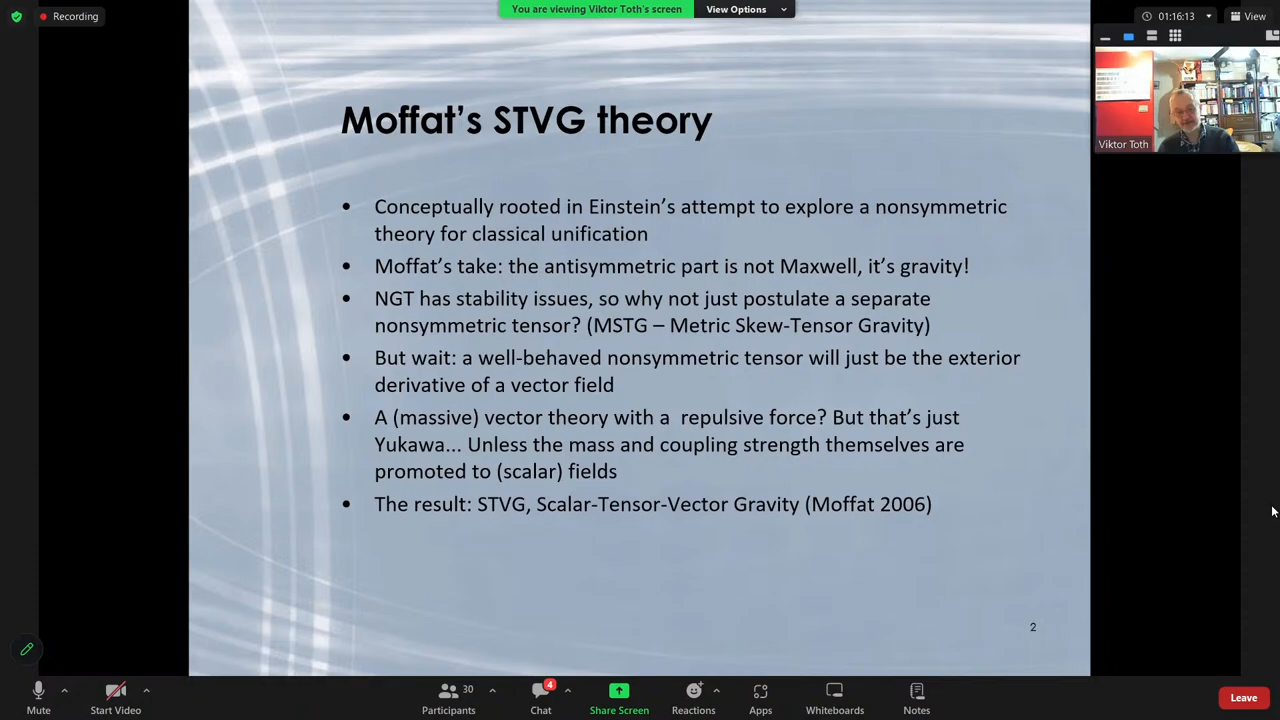 Recording
You are viewing Viktor Toth's screen
View Options
01:16:13
View
Viktor Toth
Moffat's STVG theory
• Conceptually rooted in Einstein's attempt to explore a nonsymmetric
theory for classical unification
• Moffat's take: the antisymmetric part is not Maxwell, it's gravity!
• NGT has stability issues, so why not just postulate a separate
nonsymmetric tensor? (MSTG – Metric Skew-Tensor Gravity)
• But wait: a well-behaved nonsymmetric tensor will just be the exterior
derivative of a vector field
• A (massive) vector theory with a  repulsive force? But that's just
Yukawa... Unless the mass and coupling strength themselves are
promoted to (scalar) fields
• The result: STVG, Scalar-Tensor-Vector Gravity (Moffat 2006)
2
30
4
Mute
Start Video
Participants
Chat
Share Screen
Reactions
Apps
Whiteboards
Notes
Leave